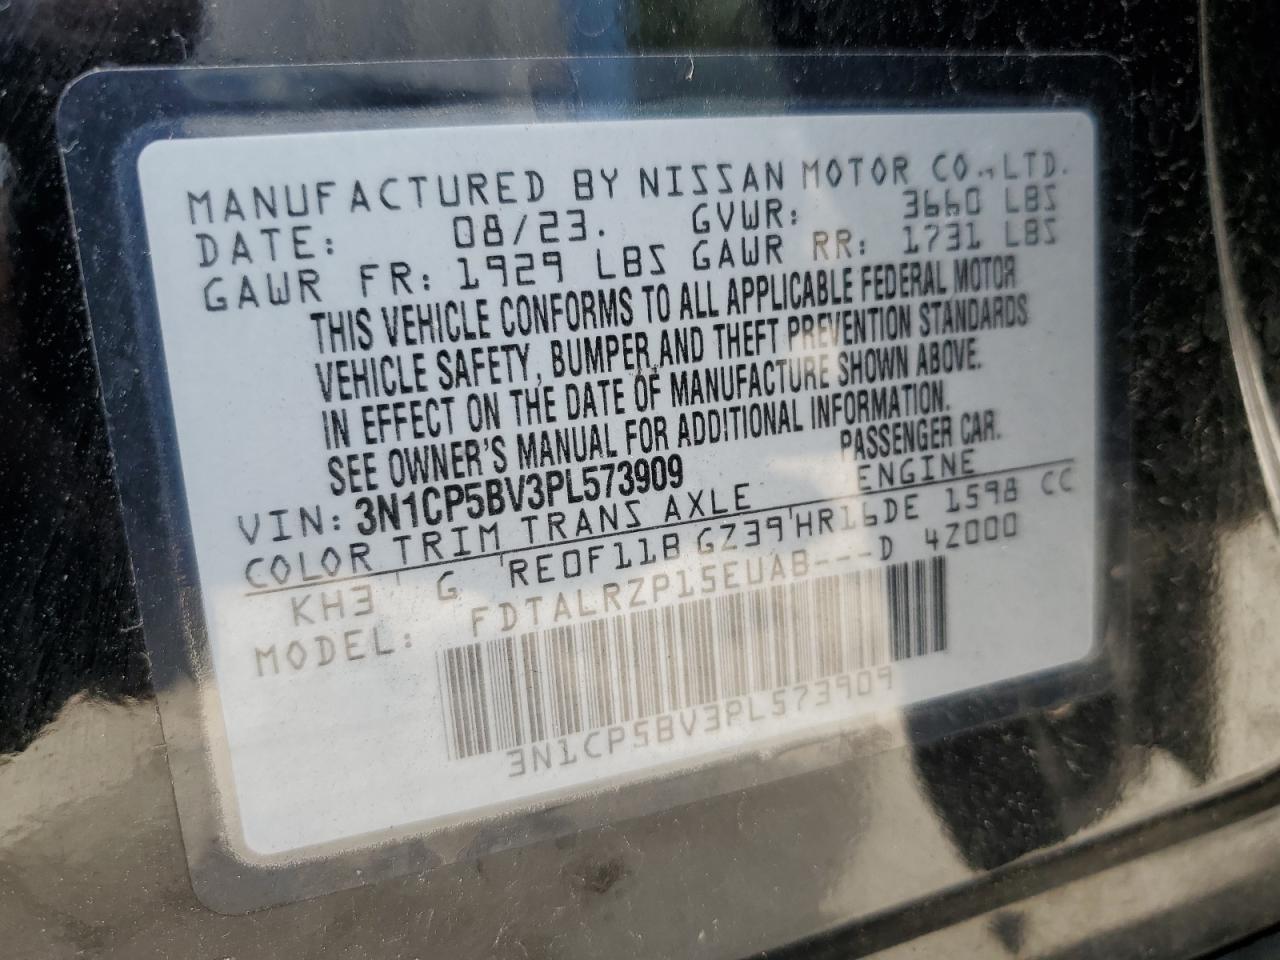 MANUFACTURED BY NISSAN MOTOR CO.,LTD.
DATE: 08/23. GVWR: 3660 LBS
GAWR FR: 1929 LBS GAWR RR: 1731 LBS
THIS VEHICLE CONFORMS TO ALL APPLICABLE FEDERAL MOTOR
VEHICLE SAFETY, BUMPER, AND THEFT PREVENTION STANDARDS
IN EFFECT ON THE DATE OF MANUFACTURE SHOWN ABOVE.
SEE OWNER'S MANUAL FOR ADDITIONAL INFORMATION.
VIN: 3N1CP5BV3PL573909 PASSENGER CAR.
COLOR TRIM TRANS AXLE ENGINE
KH3 G RE0F11B GZ39 HR16DE 1598 CC
MODEL: FDTALRZP15EUAB---D 4Z000
3N1CP5BV3PL573909